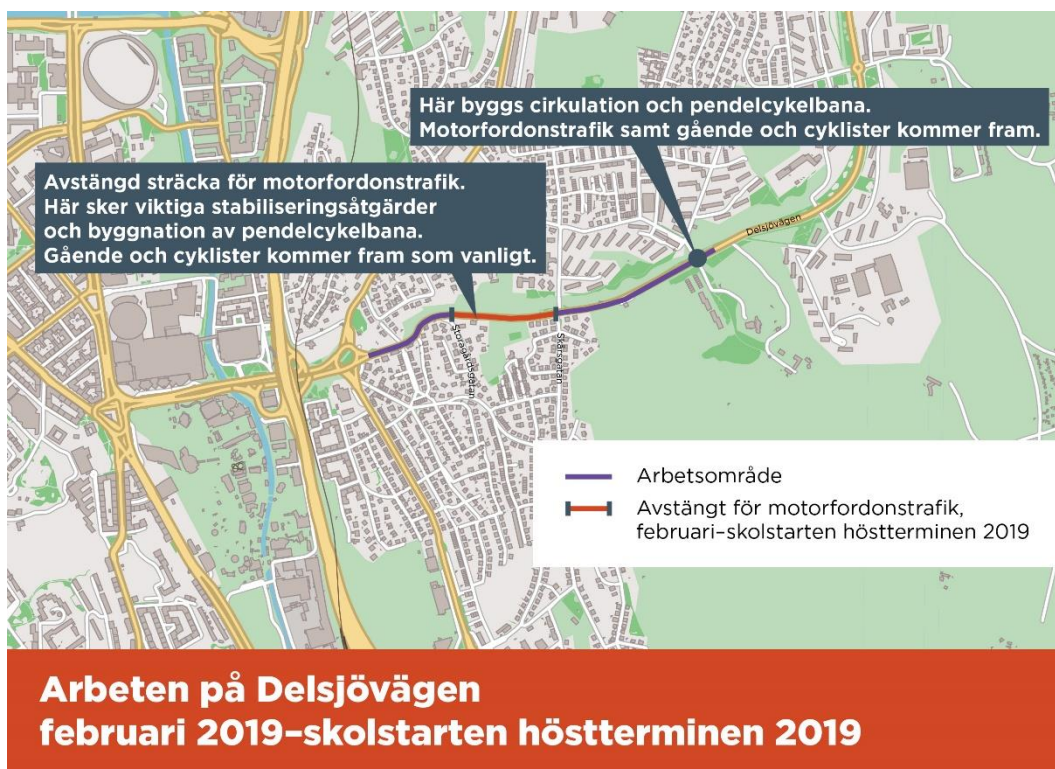 Här byggs cirkulation och pendelcykelbana.
Motorfordonstrafik samt gående och cyklister kommer fram.
Avstängd sträcka för motorfordonstrafik.
Här sker viktiga stabiliseringsåtgärder
och byggnation av pendelcykelbana.
Gående och cyklister kommer fram som vanligt.
Delsjövägen
Storagårdsgatan
Skårsgatan
Arbetsområde
Avstängt för motorfordonstrafik,
februari–skolstarten höstterminen 2019
Arbeten på Delsjövägen
februari 2019–skolstarten höstterminen 2019